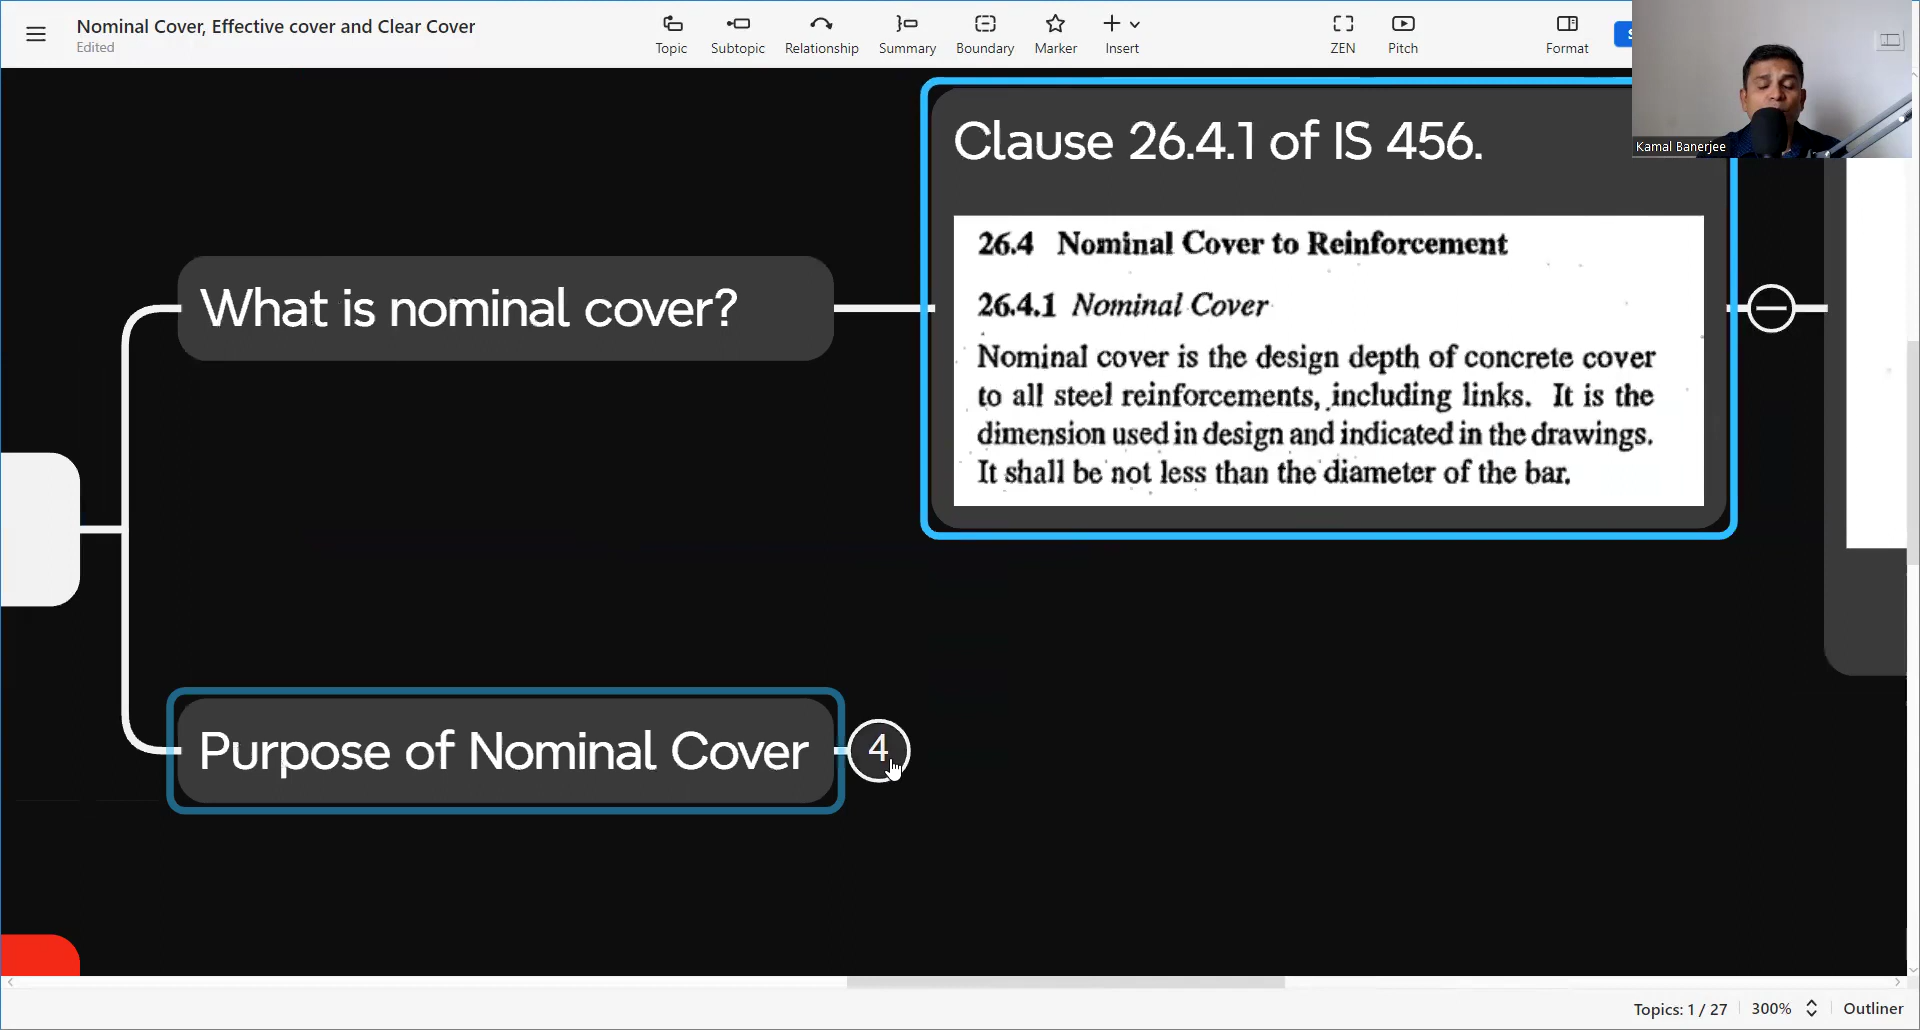 Nominal Cover, Effective cover and Clear Cover
Edited
Topic
Subtopic
Relationship
Summary
Boundary
Marker
Insert
ZEN
Pitch
Format
S
Kamal Banerjee
Clause 26.4.1 of IS 456.
26.4 Nominal Cover to Reinforcement
26.4.1 Nominal Cover
Nominal cover is the design depth of concrete cover
to all steel reinforcements, including links. It is the
dimension used in design and indicated in the drawings.
It shall be not less than the diameter of the bar.
What is nominal cover?
Purpose of Nominal Cover
4
Topics: 1 / 27
300%
Outliner